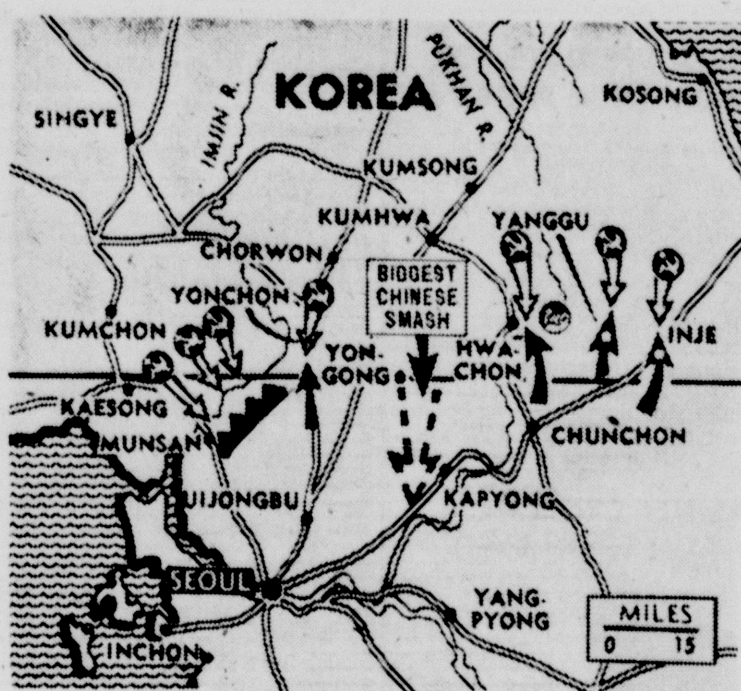 KOREA
PUKHAN R.
KOSONG
SINGYE
IMJIN R.
KUMSONG
KUMHWA
YANGGU
CHORWON
BIGGEST
CHINESE
SMASH
YONCHON
KUMCHON
YON-
GONG
HWA-
CHON
INJE
KAESONG
MUNSAN
CHUNCHON
UIJONGBU
KAPYONG
SEOUL
YANG-
PYONG
MILES
0 15
INCHON